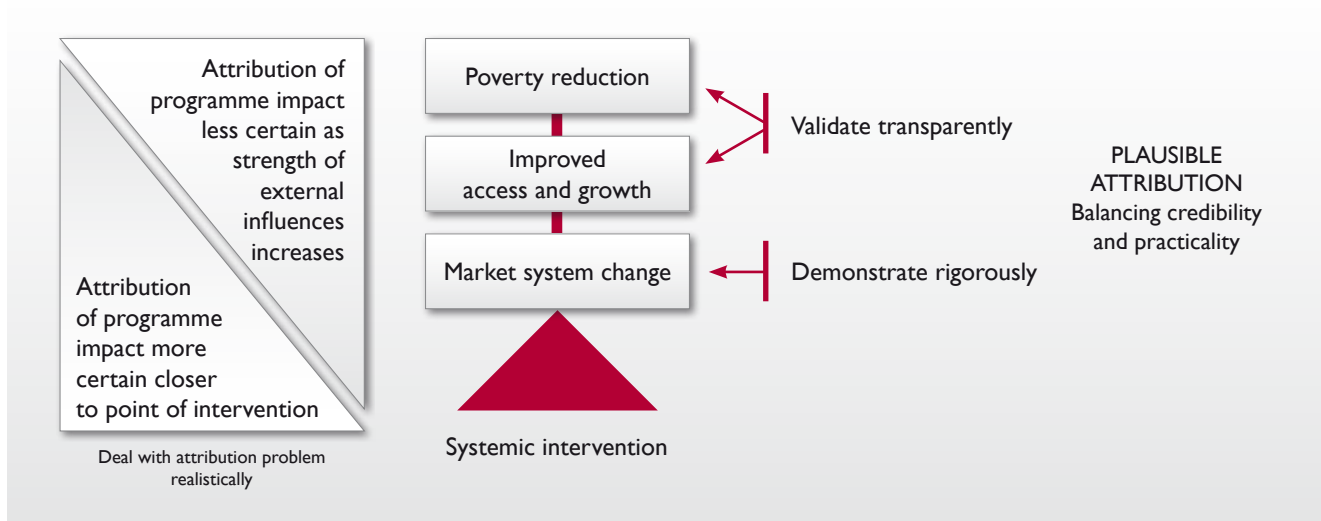 Attribution of
programme impact
less certain as
strength of
external
influences
increases
Attribution
of programme
impact more
certain closer
to point of intervention
Deal with attribution problem
realistically
Poverty reduction
Improved
access and growth
Market system change
Systemic intervention
Validate transparently
Demonstrate rigorously
PLAUSIBLE
ATTRIBUTION
Balancing credibility
and practicality